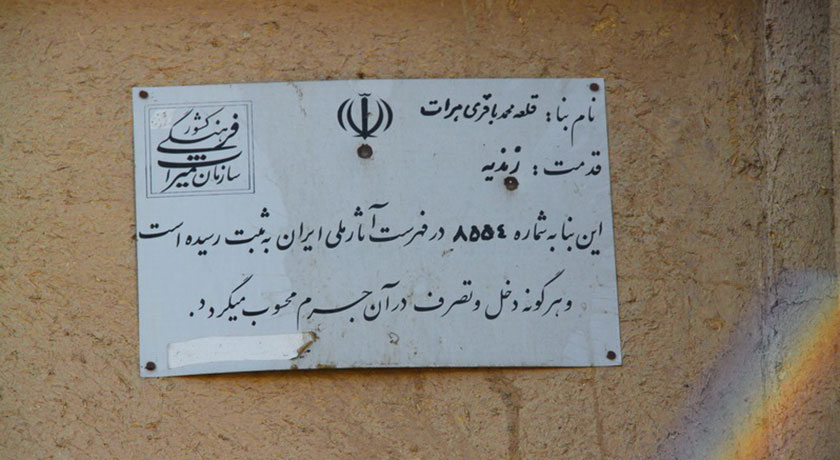 نام بنا : قلعه محمد باقری هرات
قدمت : زندیه
سازمان میراث فرهنگی کشور
این بنا به شماره ۸۵۵۴ در فهرست آثار ملی ایران به ثبت رسیده است
و هرگونه دخل و تصرف در آن جرم محسوب میگردد.